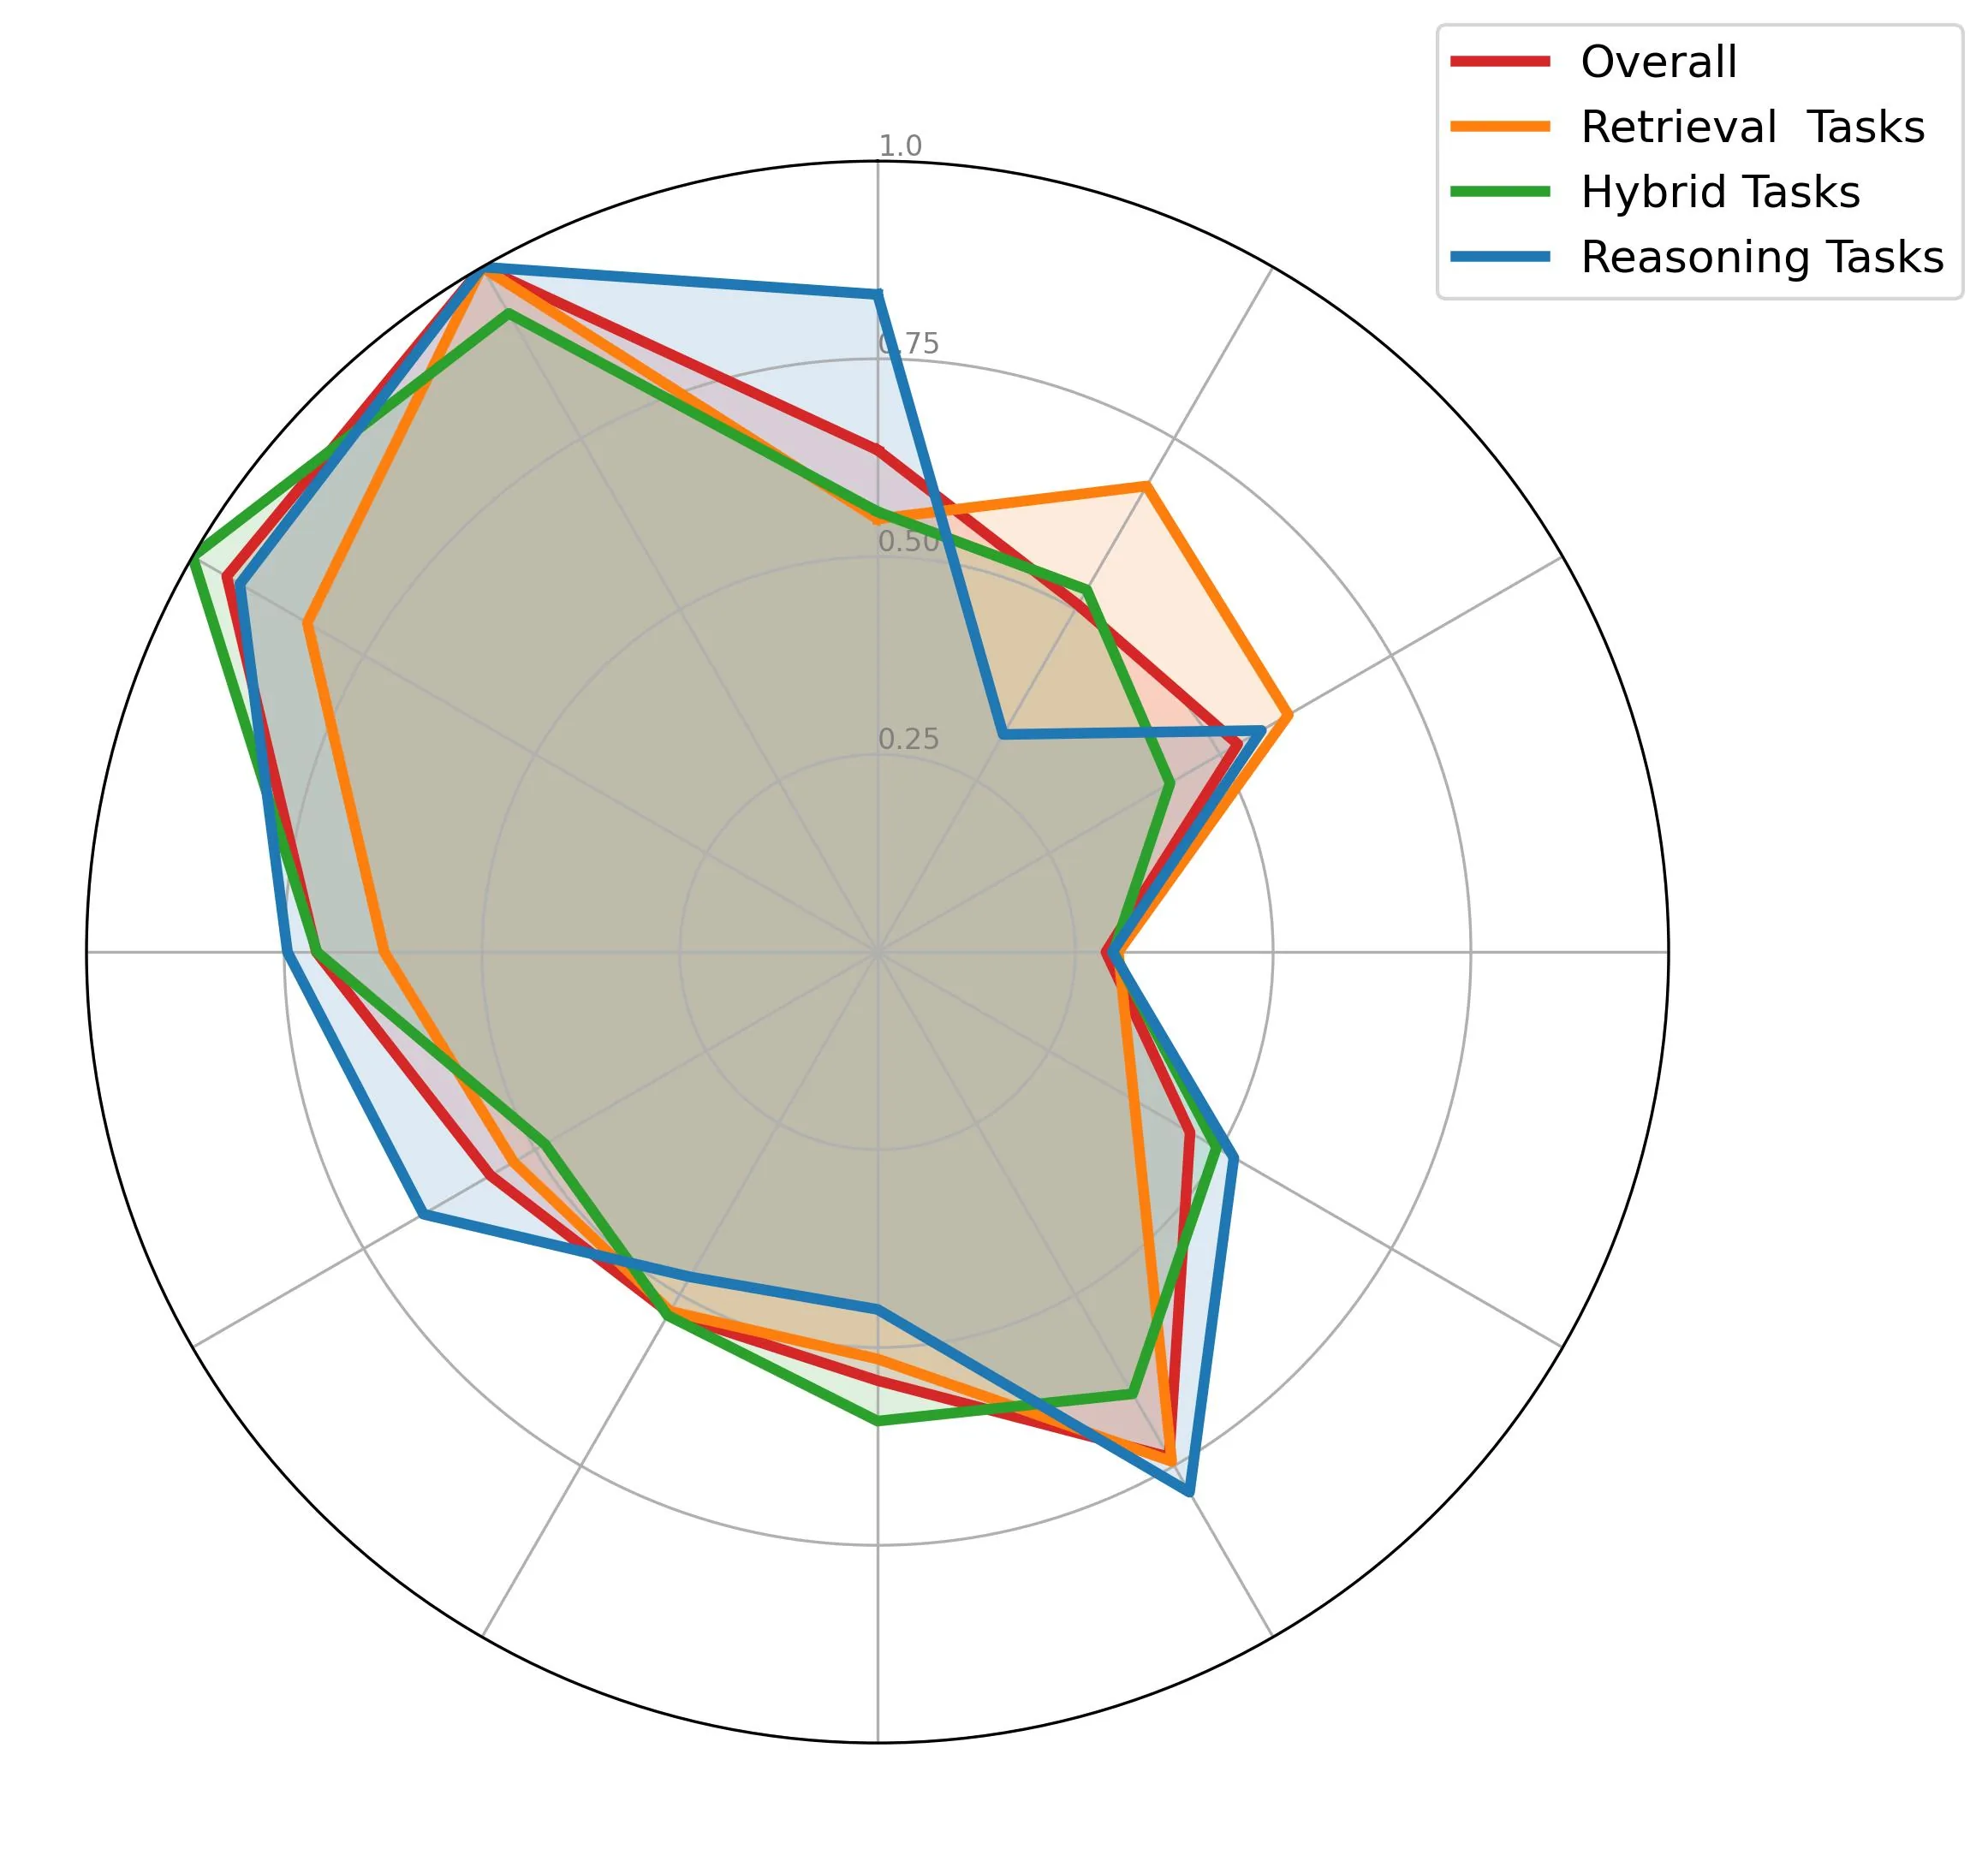 Overall
Retrieval  Tasks
Hybrid Tasks
Reasoning Tasks
1.0
0.75
0.50
0.25